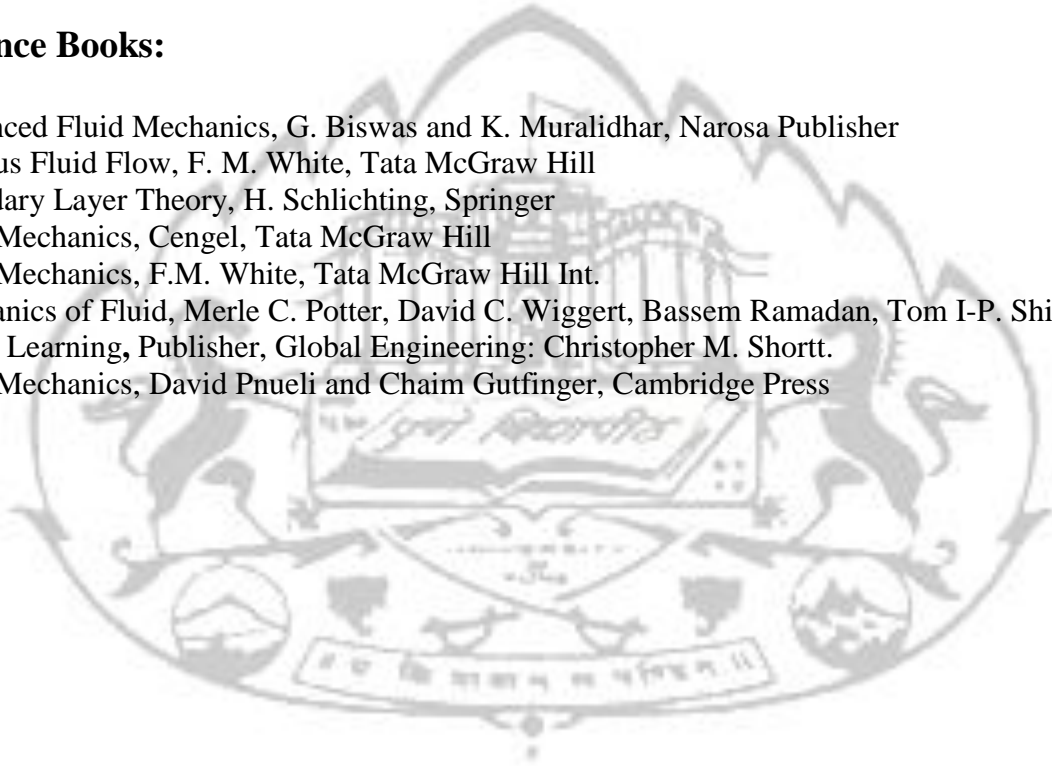 nce Books:
nced Fluid Mechanics, G. Biswas and K. Muralidhar, Narosa Publisher
us Fluid Flow, F. M. White, Tata McGraw Hill
dary Layer Theory, H. Schlichting, Springer
Mechanics, Cengel, Tata McGraw Hill
Mechanics, F.M. White, Tata McGraw Hill Int.
anics of Fluid, Merle C. Potter, David C. Wiggert, Bassem Ramadan, Tom I-P. Shi
Learning, Publisher, Global Engineering: Christopher M. Shortt.
Mechanics, David Pnueli and Chaim Gutfinger, Cambridge Press